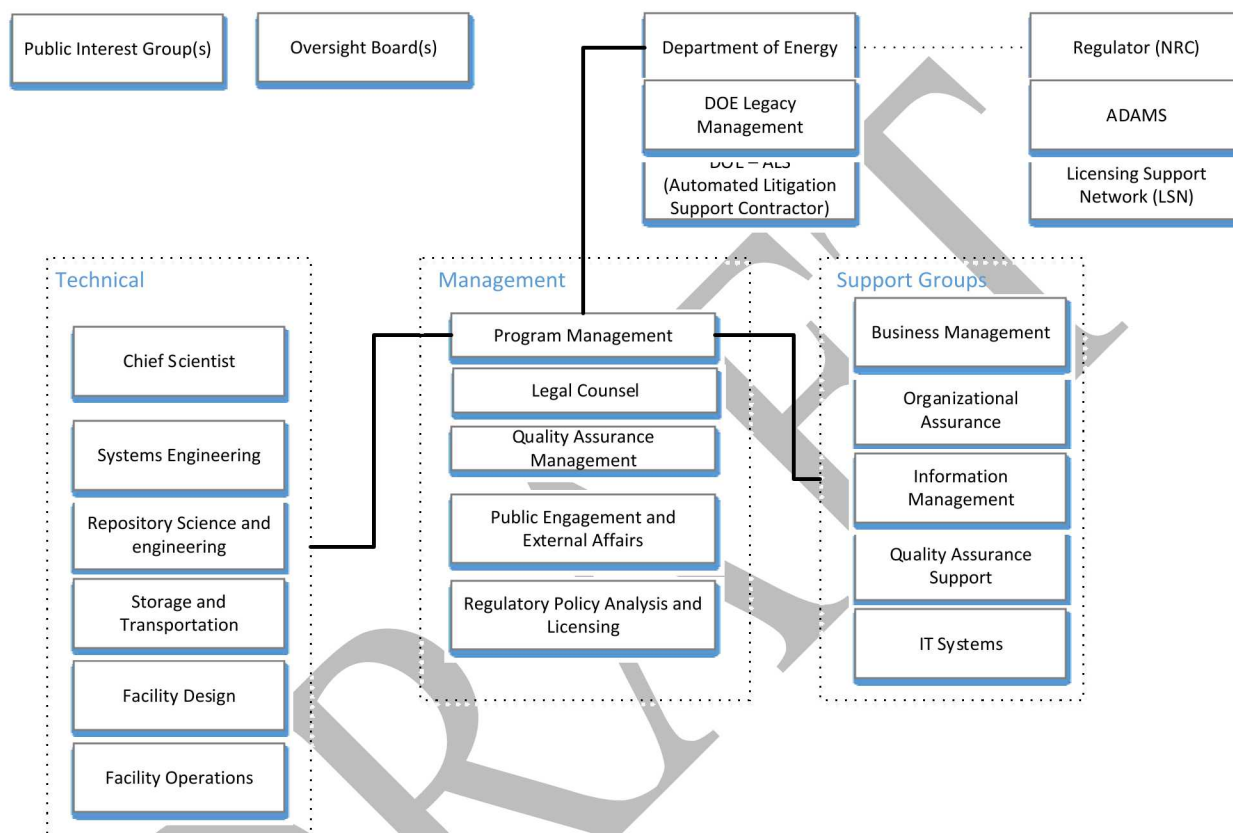 Public Interest Group(s)
Oversight Board(s)
Department of Energy
Regulator (NRC)
DOE Legacy
Management
ADAMS
(Automated Litigation
Support Contractor)
Licensing Support
Network (LSN)
Technical
Chief Scientist
Systems Engineering
Repository Science and
engineering
Storage and
Transportation
Facility Design
Facility Operations
Management
Program Management
Legal Counsel
Quality Assurance
Management
Public Engagement and
External Affairs
Regulatory Policy Analysis and
Licensing
Support Groups
Business Management
Organizational
Assurance
Information
Management
Quality Assurance
Support
IT Systems